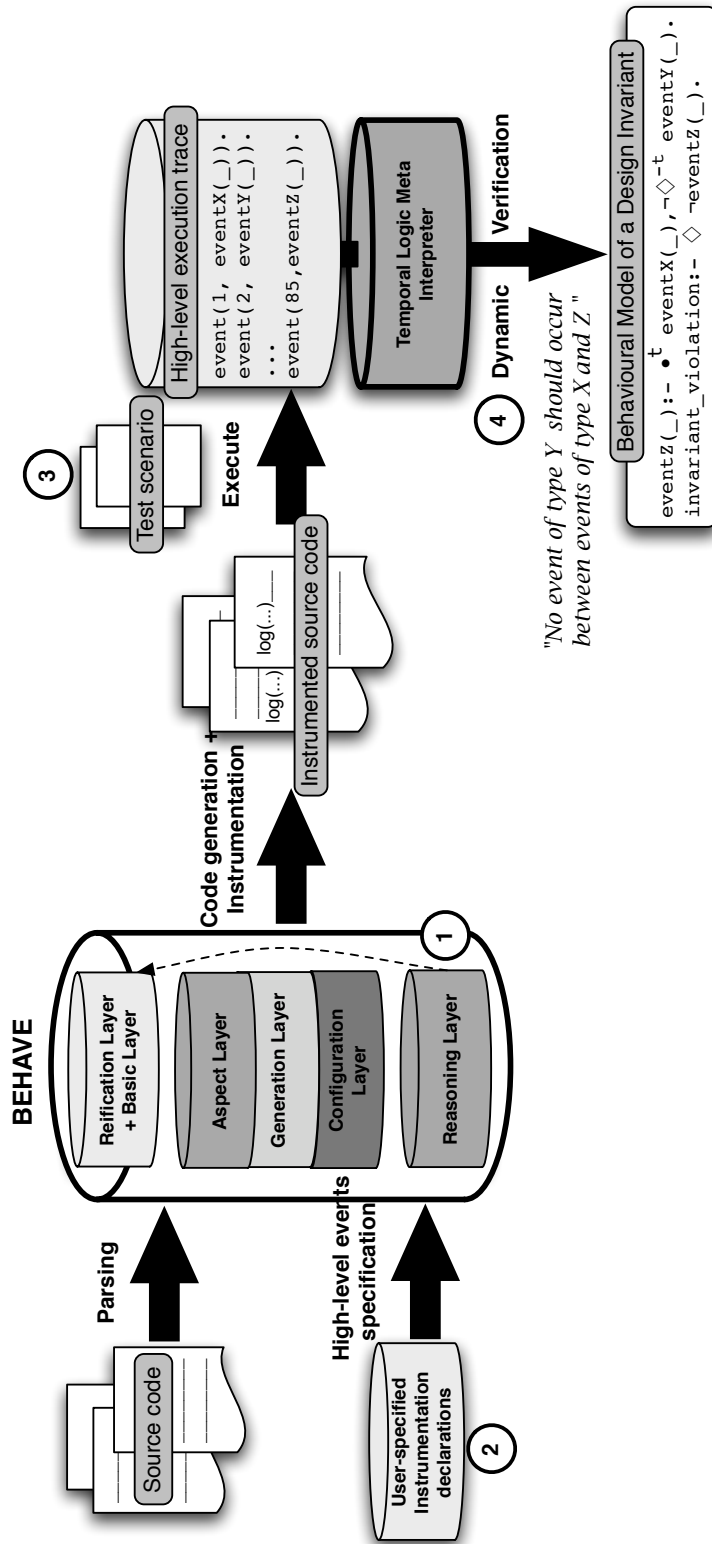 BEHAVE
Source code
Parsing
Reification Layer
+ Basic Layer
Aspect Layer
Generation Layer
Configuration
Layer
Reasoning Layer
1
User-specified
Instrumentation
declarations
2
High-level events
specification
Code generation +
Instrumentation
log(...)
log(...)
Instrumented source code
3
Test scenario
Execute
High-level execution trace
event(1, eventX(_)).
event(2, eventY(_)).
...
event(85,eventZ(_)).
Temporal Logic Meta
Interpreter
4
Dynamic Verification
"No event of type Y should occur
between events of type X and Z "
Behavioural Model of a Design Invariant
eventZ(_):- ●t eventX(_),¬◇-t eventY(_).
invariant_violation:- ◇ ¬eventZ(_).